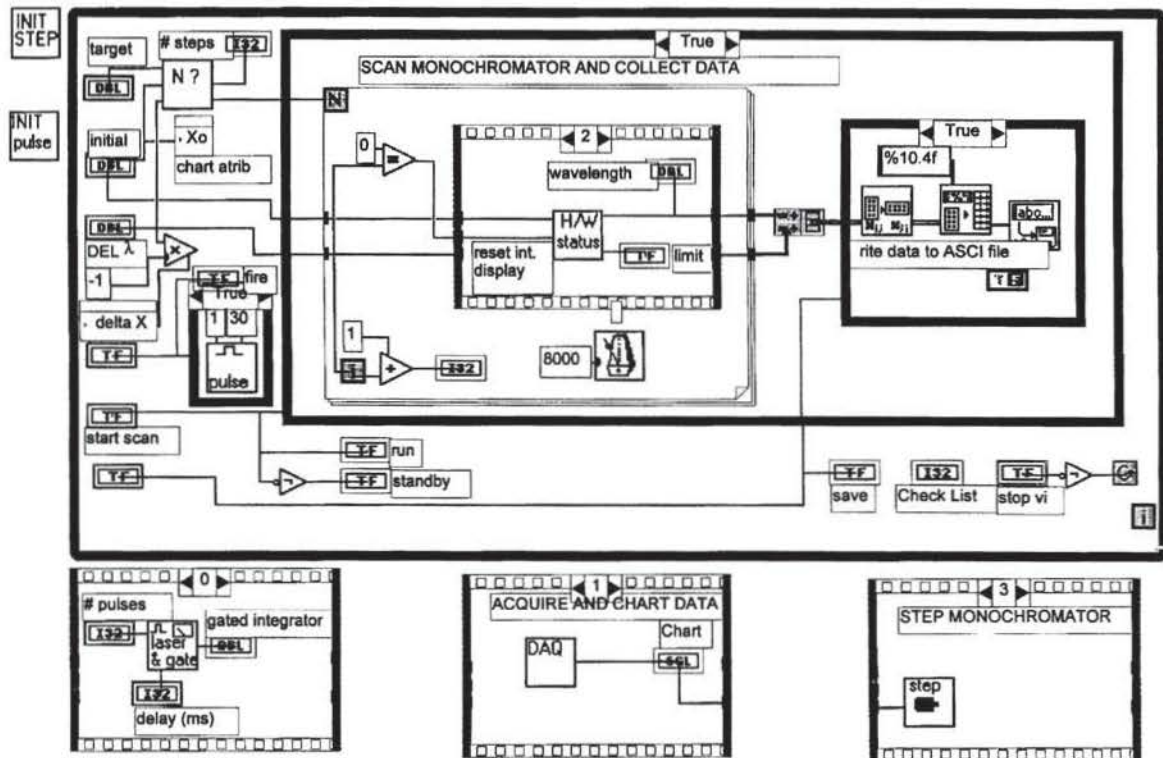 INIT
STEP
target
# steps
I32
True
SCAN MONOCHROMATOR AND COLLECT DATA
DBL
N ?
N
INIT
pulse
initial
Xo
DBL
chart atrib
0
=
2
wavelength
DBL
True
%10.4f
H/W
status
abo...
DBL
DEL λ
x
-1
reset int.
display
TF
limit
rite data to ASCI file
T F
TF
fire
True
delta X
1
30
TF
pulse
1
i
+
I32
8000
TF
start scan
TF
run
TF
TF
standby
TF
save
I32
Check List
TF
stop vi
i
0
# pulses
gated integrator
I32
laser
& gate
DBL
I32
delay (ms)
1
ACQUIRE AND CHART DATA
Chart
DAQ
SGL
3
STEP MONOCHROMATOR
step